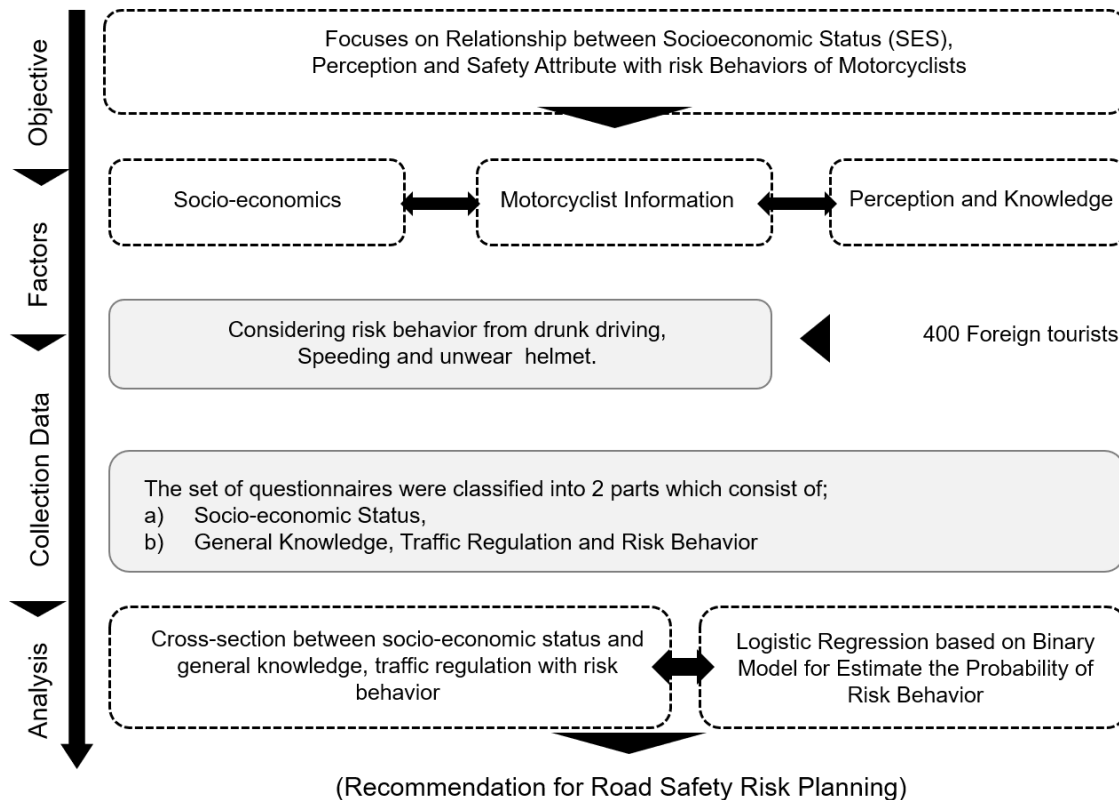 Objective
Focuses on Relationship between Socioeconomic Status (SES),
Perception and Safety Attribute with risk Behaviors of Motorcyclists
Factors
Socio-economics
Motorcyclist Information
Perception and Knowledge
Collection Data
Considering risk behavior from drunk driving,
Speeding and unwear helmet.
400 Foreign tourists
The set of questionnaires were classified into 2 parts which consist of;
a) Socio-economic Status,
b) General Knowledge, Traffic Regulation and Risk Behavior
Analysis
Cross-section between socio-economic status and
general knowledge, traffic regulation with risk
behavior
Logistic Regression based on Binary
Model for Estimate the Probability of
Risk Behavior
(Recommendation for Road Safety Risk Planning)